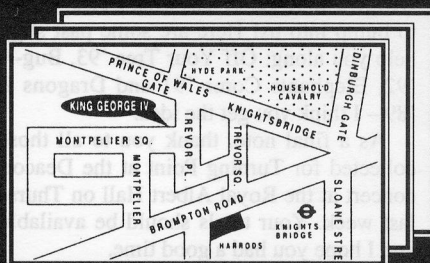 PRINCE OF WALES
GATE
HYDE PARK
HOUSEHOLD
CAVALRY
EDINBURGH GATE
KING GEORGE IV
KNIGHTSBRIDGE
MONTPELIER SQ.
TREVOR PL.
TREVOR SQ.
MONTPELIER
BROMPTON ROAD
HARRODS
KNIGHTS
BRIDGE
SLOANE STRE